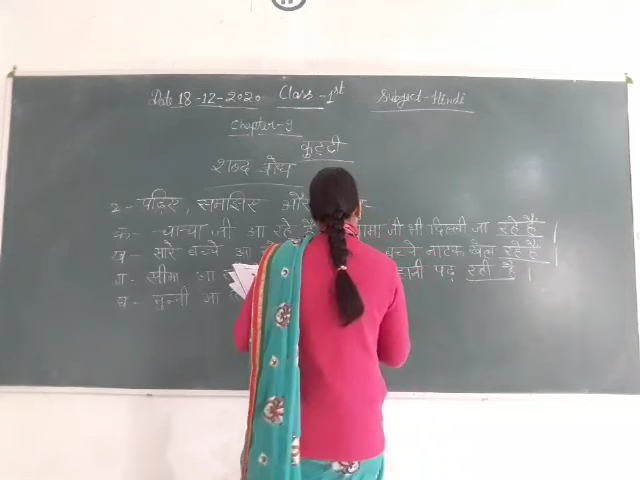 Date 18-12-2020 Class - 1st Subject - Hindi
Chapter-9
कुट्टी
शब्द बोध
2- पढ़िए, समझिए और
क- चाचा जी आ रहे हैं मामा जी भी दिल्ली जा रहे हैं।
ख- सारे बच्चे आ बच्चे नाटक खेल रहे हैं।
ग- सीमा आ पढ़ रही है।
घ- मुन्नी आ